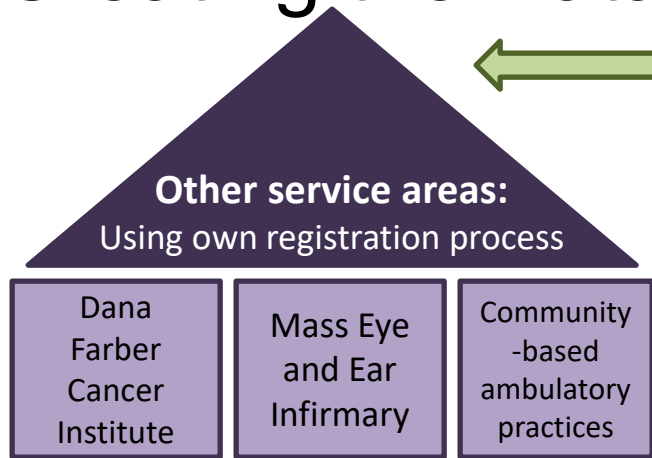 Other service areas:
Using own registration process
Dana
Farber
Cancer
Institute
Mass Eye
and Ear
Infirmary
Community
-based
ambulatory
practices